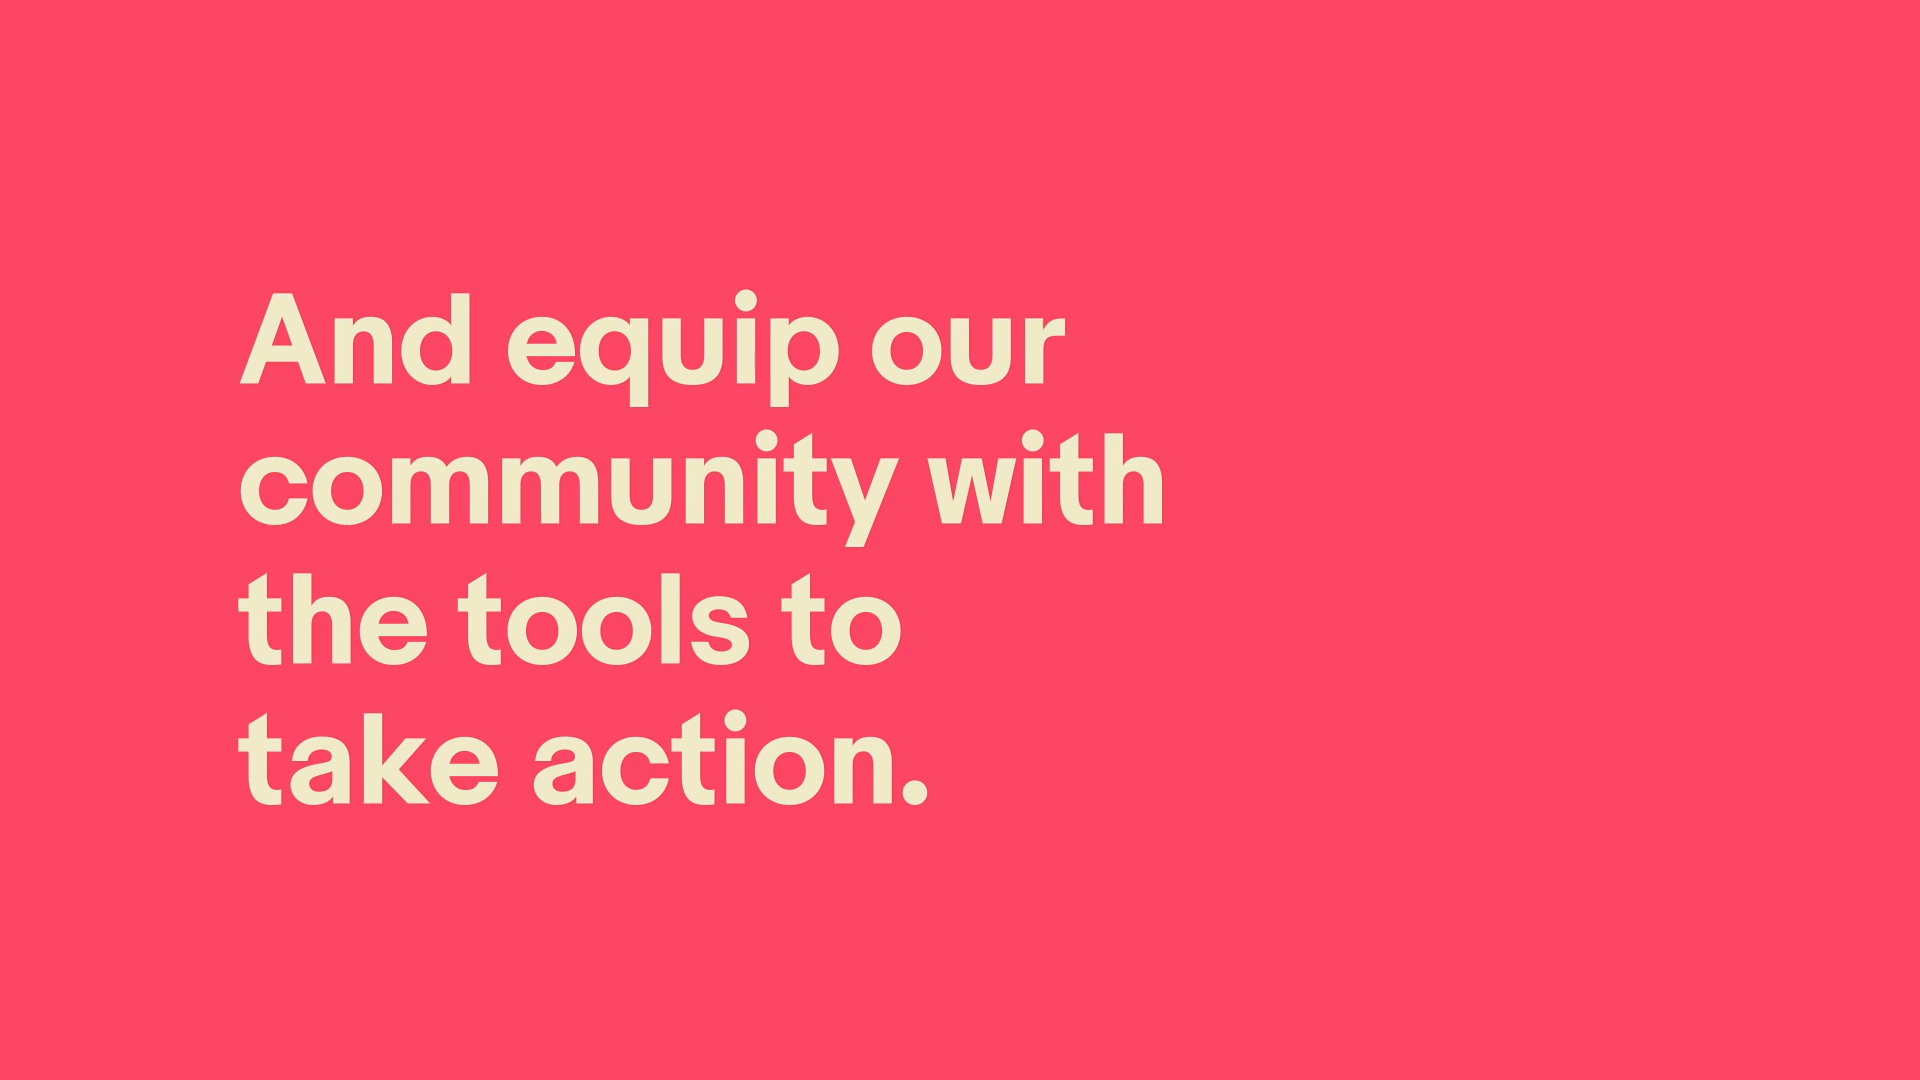 And equip our
community with
the tools to
take action.